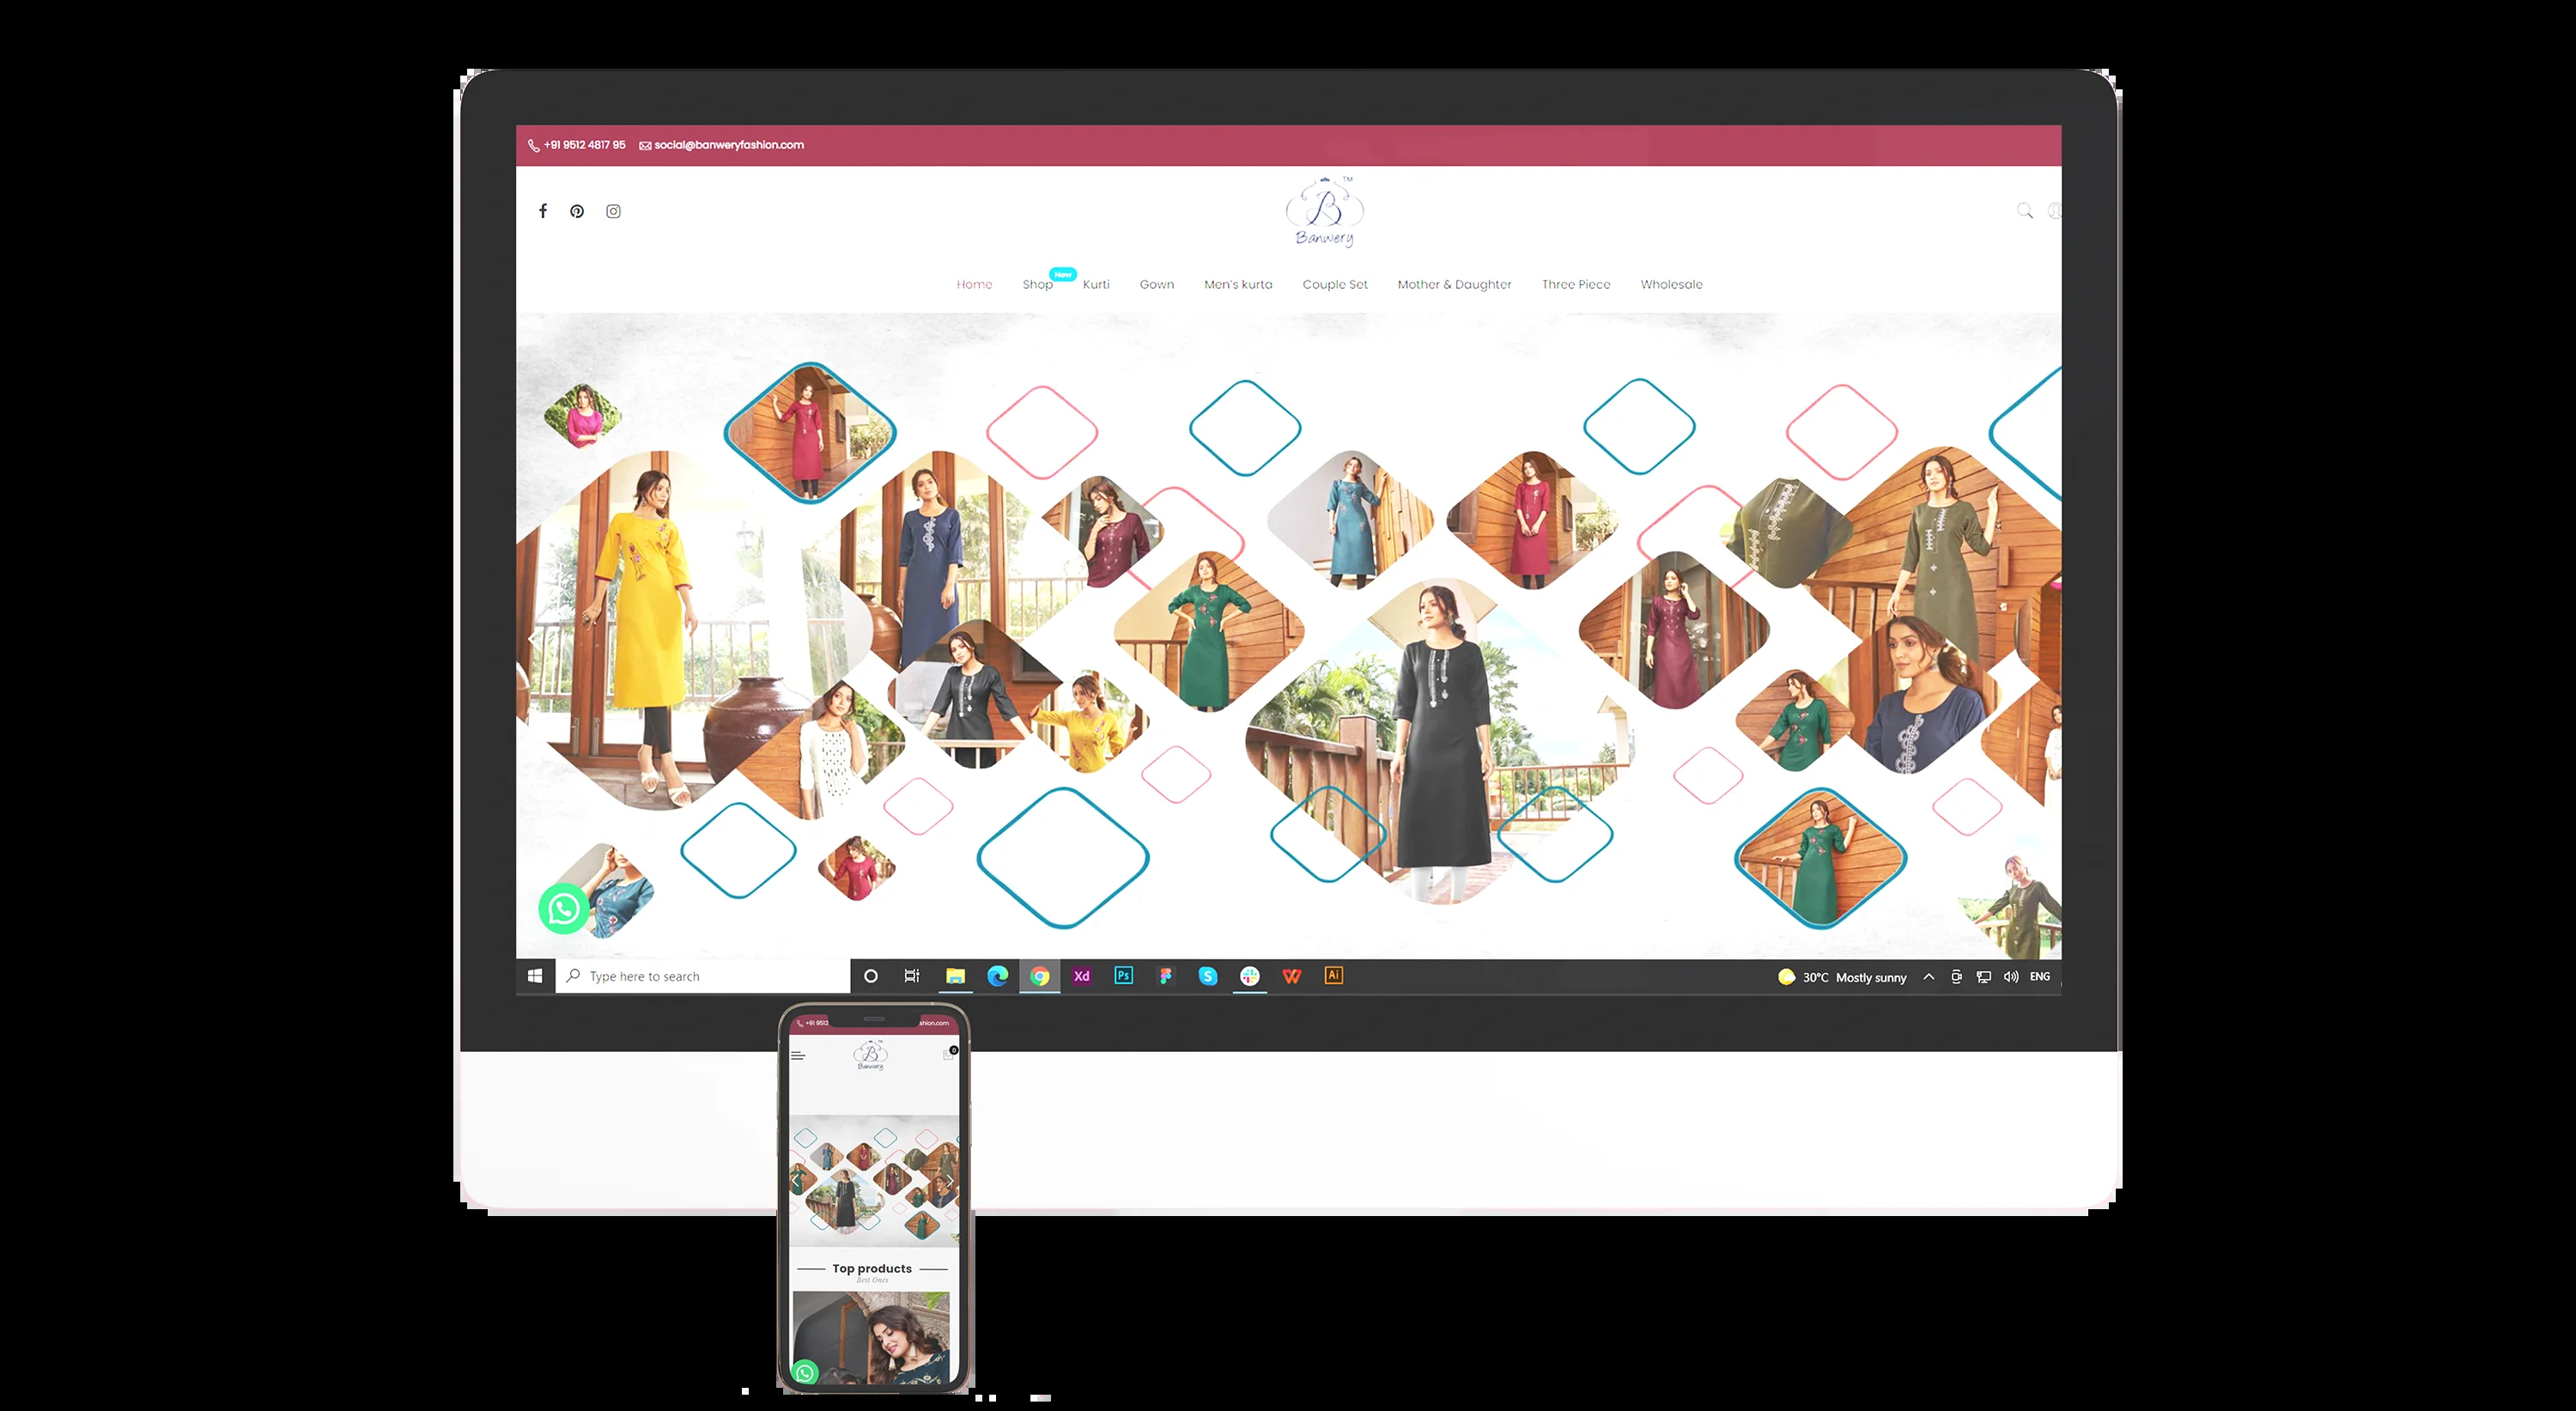 +91 9512 4817 95 social@banweryfashion.com
TM
B
Banwery
New
Home Shop Kurti Gown Men's kurta Couple Set Mother & Daughter Three Piece Wholesale
Type here to search Xd Ps Ai 30°C Mostly sunny ENG
+91 9512 shion.com
B
Banwery
0
Top products
Best Ones